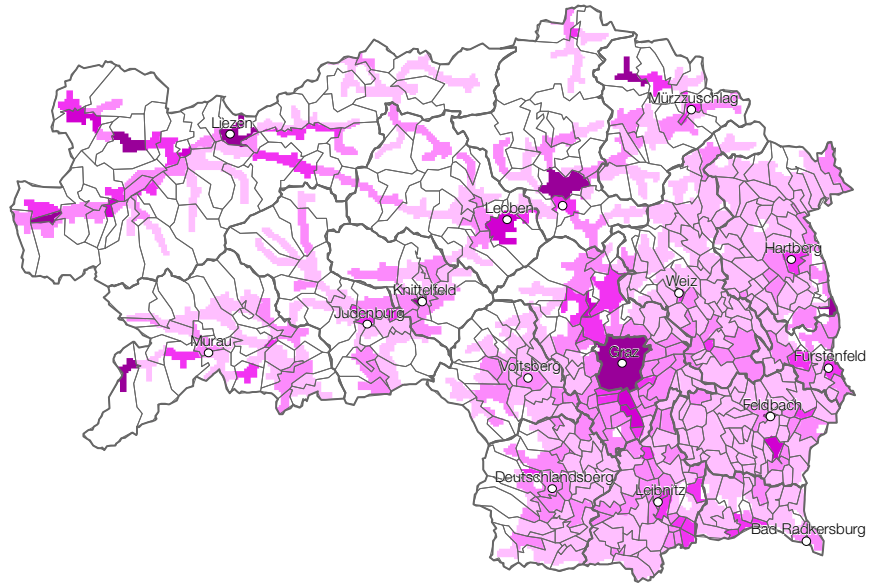 Mürzzuschlag
Liezen
Leoben
Hartberg
Weiz
Knittelfeld
Judenburg
Murau
Graz
Fürstenfeld
Voitsberg
Feldbach
Deutschlandsberg
Leibnitz
Bad Radkersburg